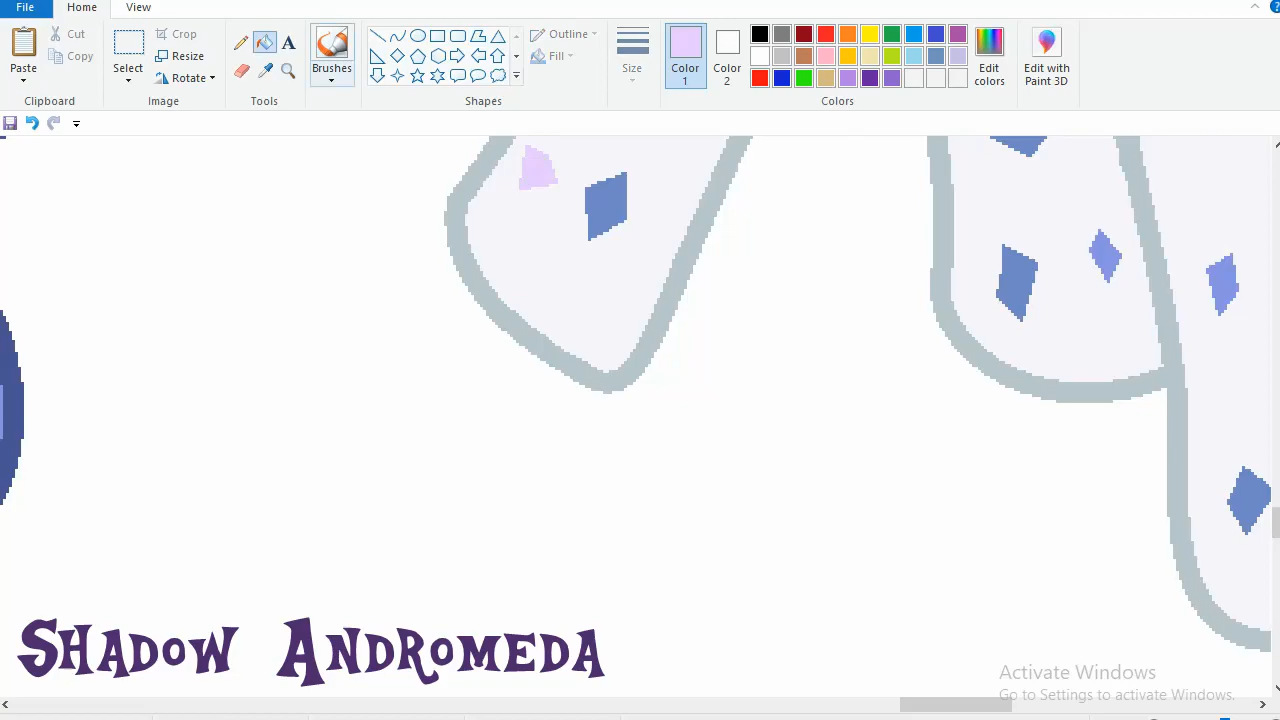 File Home View
Paste Cut Copy Clipboard
Select Crop Resize Rotate Image
A Tools
Brushes
Shapes
Outline Fill
Size
Color 1
Color 2
Colors
Edit colors
Edit with Paint 3D
Shadow Andromeda
Activate Windows
Go to Settings to activate Windows.